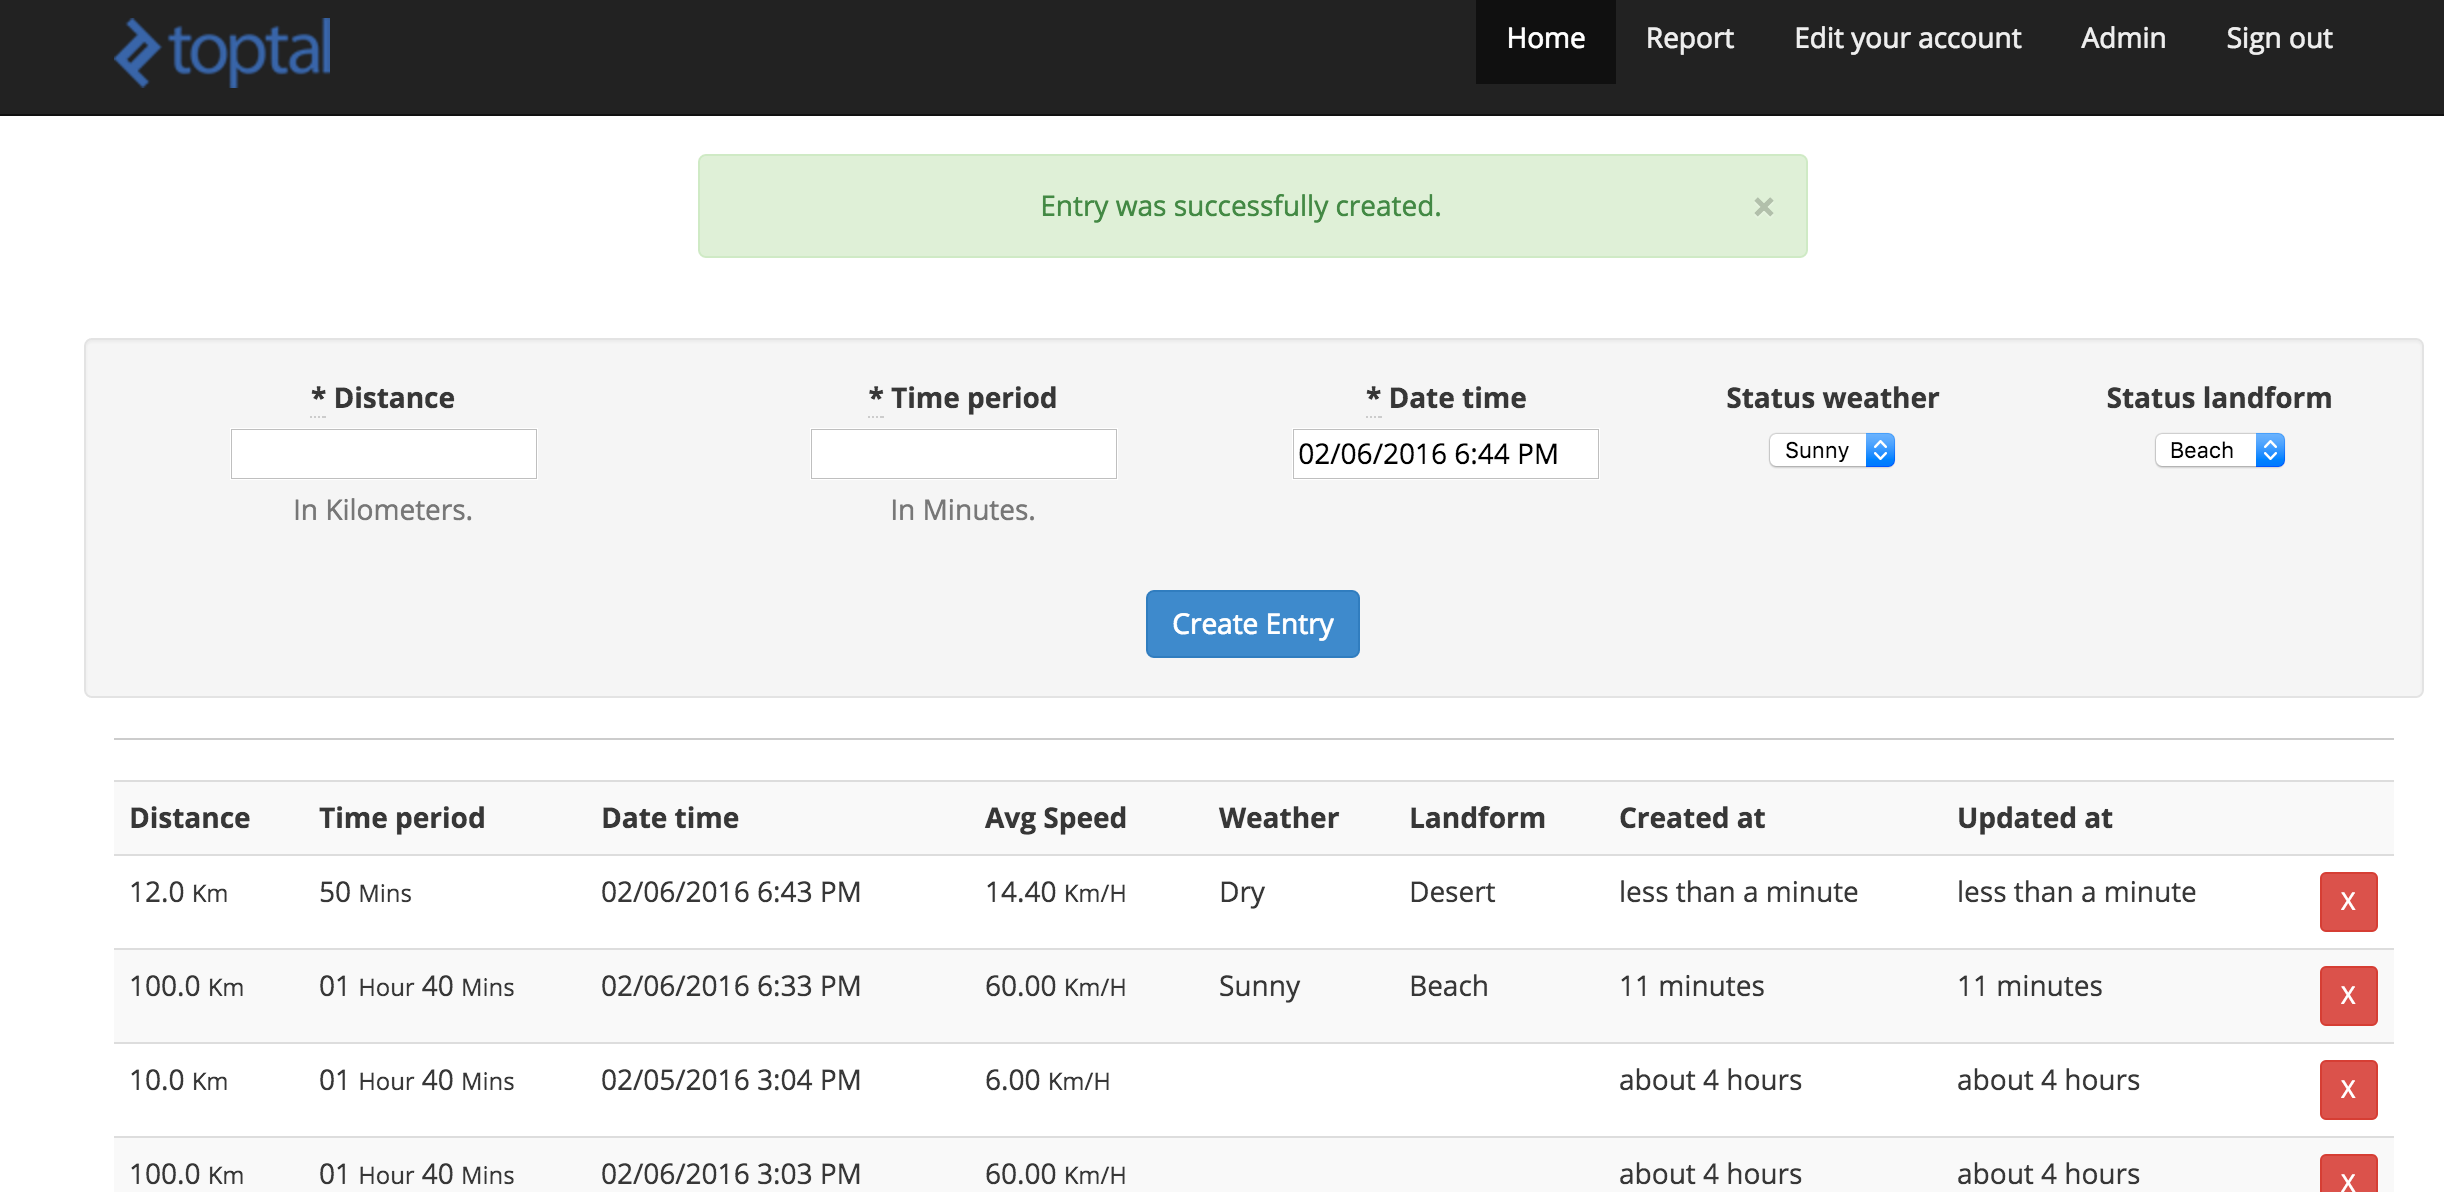 toptal Home Report Edit your account Admin Sign out
Entry was successfully created. ×
* Distance * Time period * Date time Status weather Status landform
02/06/2016 6:44 PM Sunny Beach
In Kilometers. In Minutes.
Create Entry
Distance Time period Date time Avg Speed Weather Landform Created at Updated at
12.0 Km 50 Mins 02/06/2016 6:43 PM 14.40 Km/H Dry Desert less than a minute less than a minute X
100.0 Km 01 Hour 40 Mins 02/06/2016 6:33 PM 60.00 Km/H Sunny Beach 11 minutes 11 minutes X
10.0 Km 01 Hour 40 Mins 02/05/2016 3:04 PM 6.00 Km/H about 4 hours about 4 hours X
100.0 Km 01 Hour 40 Mins 02/06/2016 3:03 PM 60.00 Km/H about 4 hours about 4 hours X